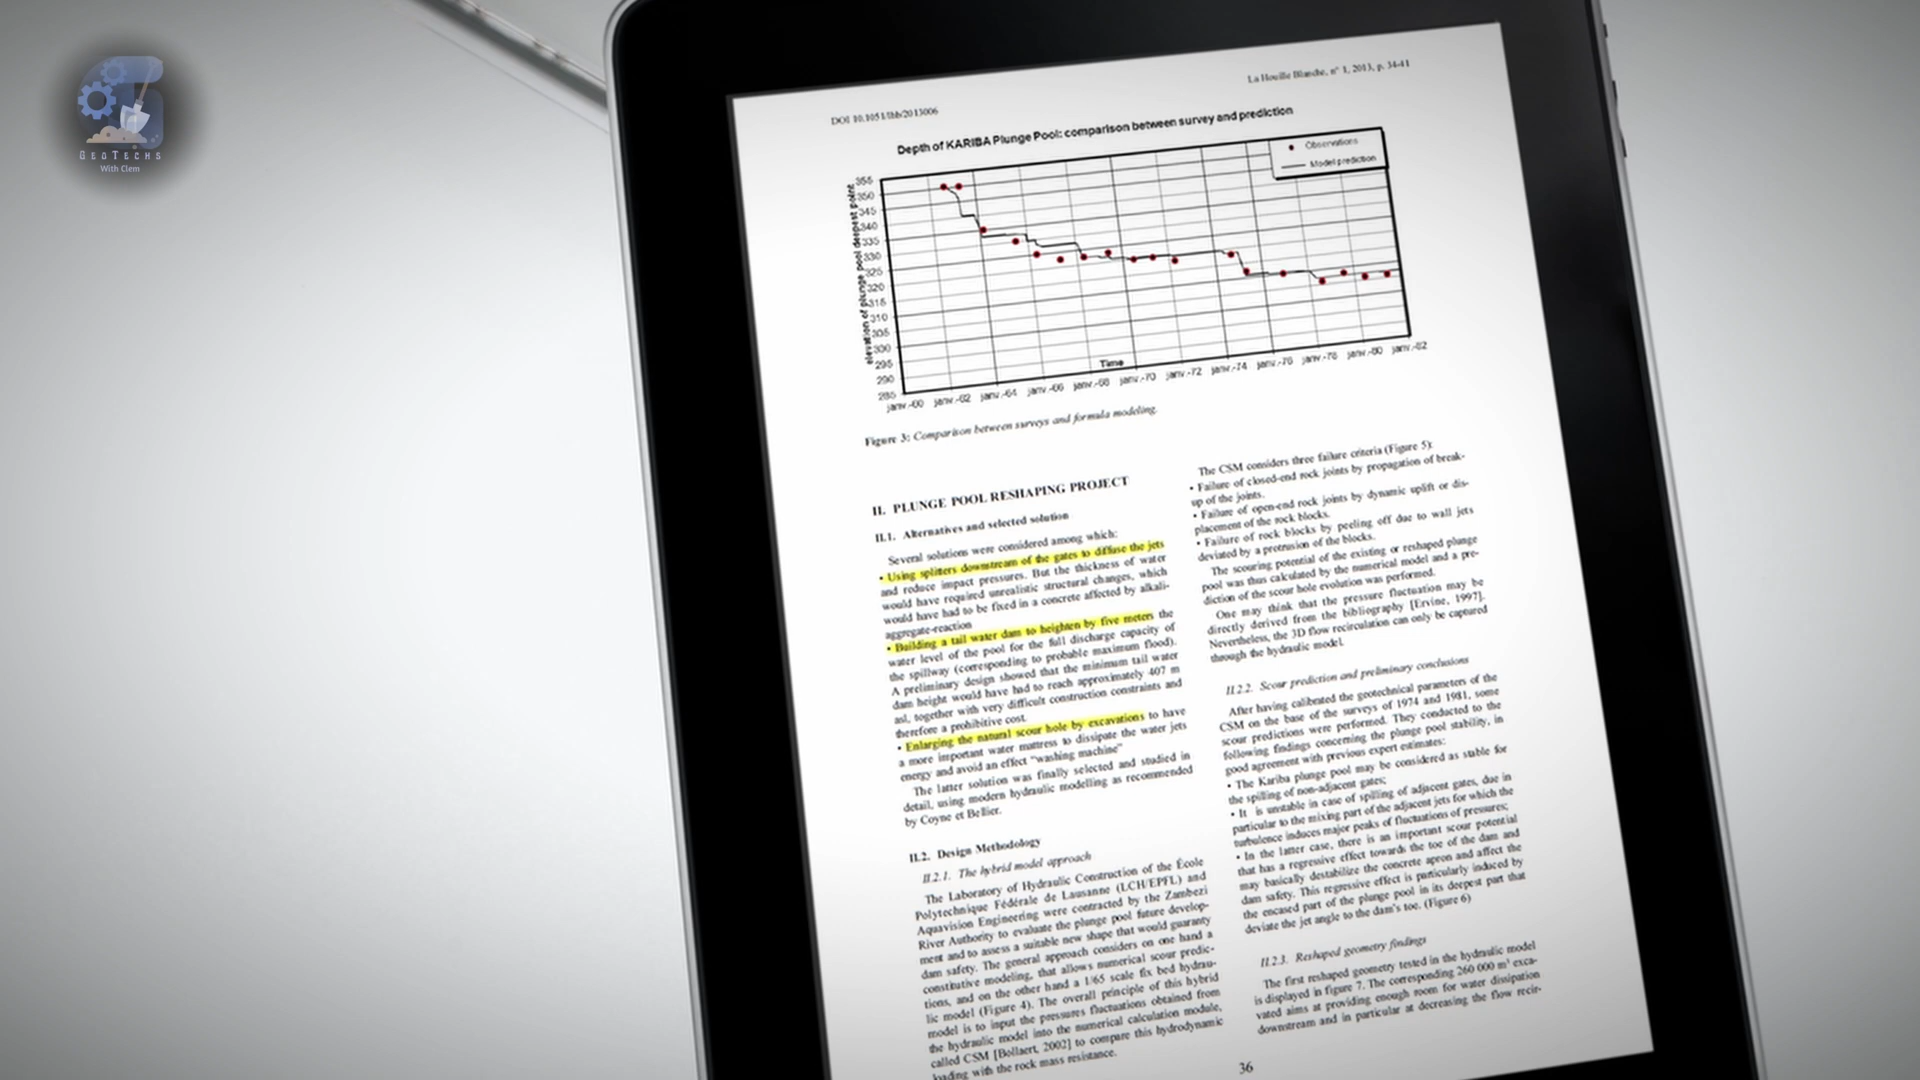 GEOTECHS
With Clem
DOI 10.1051/lhb/2013006
La Houille Blanche, n° 1, 2013, p. 34-41
Depth of KARIBA Plunge Pool: comparison between survey and prediction
Observations
Model prediction
elevation of plunge pool deepest point
355
350
345
340
335
330
325
320
315
310
305
300
295
290
285
Time
janv.-60 janv.-62 janv.-64 janv.-66 janv.-68 janv.-70 janv.-72 janv.-74 janv.-76 janv.-78 janv.-80 janv.-82
Figure 3: Comparison between surveys and formula modeling.
II. PLUNGE POOL RESHAPING PROJECT
II.1. Alternatives and selected solution
Several solutions were considered among which:
• Using splitters downstream of the gates to diffuse the jets
and reduce impact pressures. But the thickness of water
would have required unrealistic structural changes, which
would have had to be fixed in a concrete affected by alkali-
aggregate-reaction
• Building a tail water dam to heighten by five meters the
water level of the pool for the full discharge capacity of
the spillway (corresponding to probable maximum flood).
A preliminary design showed that the minimum tail water
dam height would have had to reach approximately 407 m
asl, together with very difficult construction constraints and
therefore a prohibitive cost.
• Enlarging the natural scour hole by excavations to have
a more important water mattress to dissipate the water jets
energy and avoid an effect "washing machine"
The latter solution was finally selected and studied in
detail, using modern hydraulic modelling as recommended
by Coyne et Bellier.
II.2. Design Methodology
II.2.1. The hybrid model approach
The Laboratory of Hydraulic Construction of the École
Polytechnique Fédérale de Lausanne (LCH/EPFL) and
Aquavision Engineering were contracted by the Zambezi
River Authority to evaluate the plunge pool future develop-
ment and to assess a suitable new shape that would guaranty
dam safety. The general approach considers on one hand a
constitutive modeling, that allows numerical scour predic-
tions, and on the other hand a 1/65 scale fix bed hydrau-
lic model (Figure 4). The overall principle of this hybrid
model is to input the pressures fluctuations obtained from
the hydraulic model into the numerical calculation module,
called CSM [Bollaert, 2002] to compare this hydrodynamic
loading with the rock mass resistance.
The CSM considers three failure criteria (Figure 5):
• Failure of closed-end rock joints by propagation of break-
up of the joints.
• Failure of open-end rock joints by dynamic uplift or dis-
placement of the rock blocks.
• Failure of rock blocks by peeling off due to wall jets
deviated by a protrusion of the blocks.
The scouring potential of the existing or reshaped plunge
pool was thus calculated by the numerical model and a pre-
diction of the scour hole evolution was performed.
One may think that the pressure fluctuation may be
directly derived from the bibliography [Ervine, 1997].
Nevertheless, the 3D flow recirculation can only be captured
through the hydraulic model.
II.2.2. Scour prediction and preliminary conclusions
After having calibrated the geotechnical parameters of the
CSM on the base of the surveys of 1974 and 1981, some
scour predictions were performed. They conducted to the
following findings concerning the plunge pool stability, in
good agreement with previous expert estimates:
• The Kariba plunge pool may be considered as stable for
the spilling of non-adjacent gates;
• It is unstable in case of spilling of adjacent gates, due in
particular to the mixing part of the adjacent jets for which the
turbulence induces major peaks of fluctuations of pressures;
• In the latter case, there is an important scour potential
that has a regressive effect towards the toe of the dam and
may basically destabilize the concrete apron and affect the
dam safety. This regressive effect is particularly induced by
the encased part of the plunge pool in its deepest part that
deviate the jet angle to the dam's toe. (Figure 6)
II.2.3. Reshaped geometry findings
The first reshaped geometry tested in the hydraulic model
is displayed in figure 7. The corresponding 260 000 m³ exca-
vated aims at providing enough room for water dissipation
downstream and in particular at decreasing the flow recir-
36